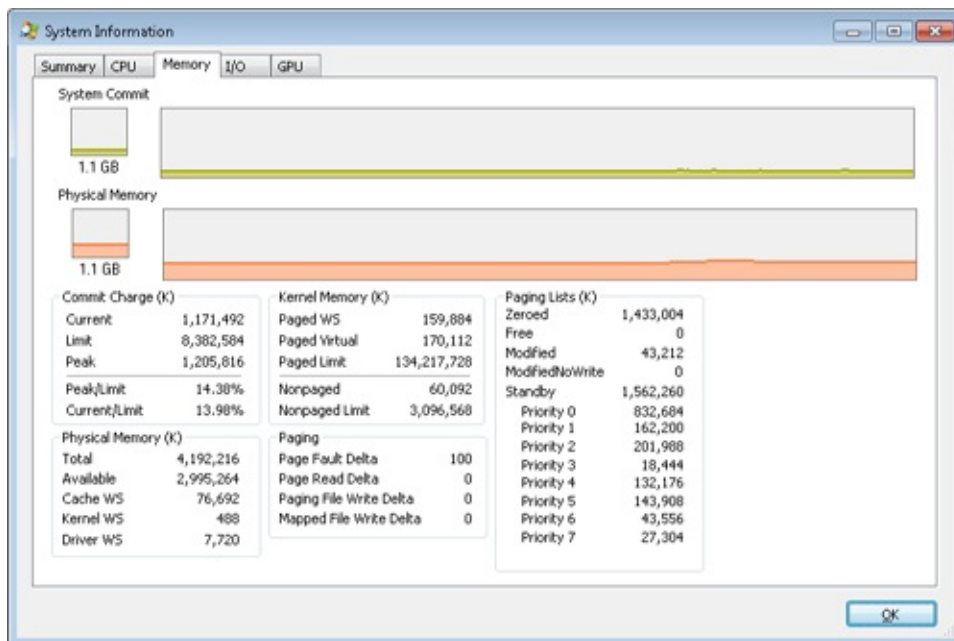 System Information
Summary CPU Memory I/O GPU
System Commit
1.1 GB
Physical Memory
1.1 GB
Commit Charge (K)
Current 1,171,492
Limit 8,382,584
Peak 1,205,816
Peak/Limit 14.38%
Current/Limit 13.98%
Physical Memory (K)
Total 4,192,216
Available 2,995,264
Cache WS 76,692
Kernel WS 488
Driver WS 7,720
Kernel Memory (K)
Paged WS 159,884
Paged Virtual 170,112
Paged Limit 134,217,728
Nonpaged 60,092
Nonpaged Limit 3,096,568
Paging
Page Fault Delta 100
Page Read Delta 0
Paging File Write Delta 0
Mapped File Write Delta 0
Paging Lists (K)
Zeroed 1,433,004
Free 0
Modified 43,212
ModifiedNoWrite 0
Standby 1,562,260
Priority 0 832,684
Priority 1 162,200
Priority 2 201,988
Priority 3 18,444
Priority 4 132,176
Priority 5 143,908
Priority 6 43,556
Priority 7 27,304
OK